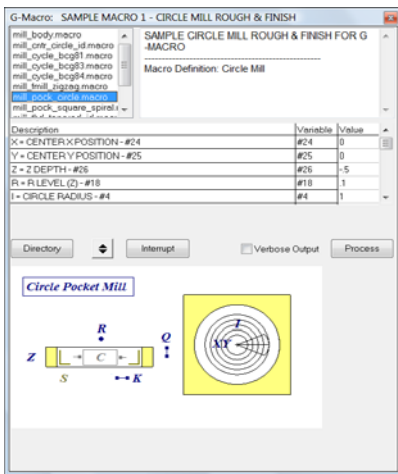 G-Macro: SAMPLE MACRO 1 - CIRCLE MILL ROUGH & FINISH
mill_body.macro
mill_cntr_circle_id.macro
mill_cycle_bcg81.macro
mill_cycle_bcg83.macro
mill_cycle_bcg84.macro
mill_fmill_zigzag.macro
mill_pock_circle.macro
mill_pock_square_spiral.
SAMPLE CIRCLE MILL ROUGH & FINISH FOR G
-MACRO
Macro Definition: Circle Mill
Description Variable Value
X = CENTER X POSITION - #24 #24 0
Y = CENTER Y POSITION - #25 #25 0
Z = Z DEPTH - #26 #26 -.5
R = R LEVEL (Z) - #18 #18 .1
I = CIRCLE RADIUS - #4 #4 1
Directory Interrupt Verbose Output Process
Circle Pocket Mill
R Q
Z C
S K
I
XY